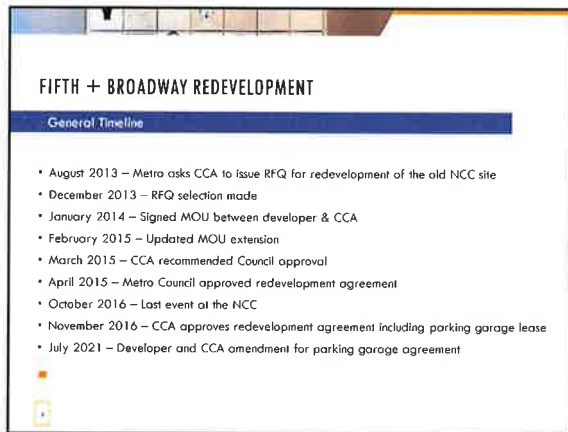 FIFTH + BROADWAY REDEVELOPMENT
General Timeline
• August 2013 – Metro asks CCA to issue RFQ for redevelopment of the old NCC site
• December 2013 – RFQ selection made
• January 2014 – Signed MOU between developer & CCA
• February 2015 – Updated MOU extension
• March 2015 – CCA recommended Council approval
• April 2015 – Metro Council approved redevelopment agreement
• October 2016 – Last event at the NCC
• November 2016 – CCA approves redevelopment agreement including parking garage lease
• July 2021 – Developer and CCA amendment for parking garage agreement